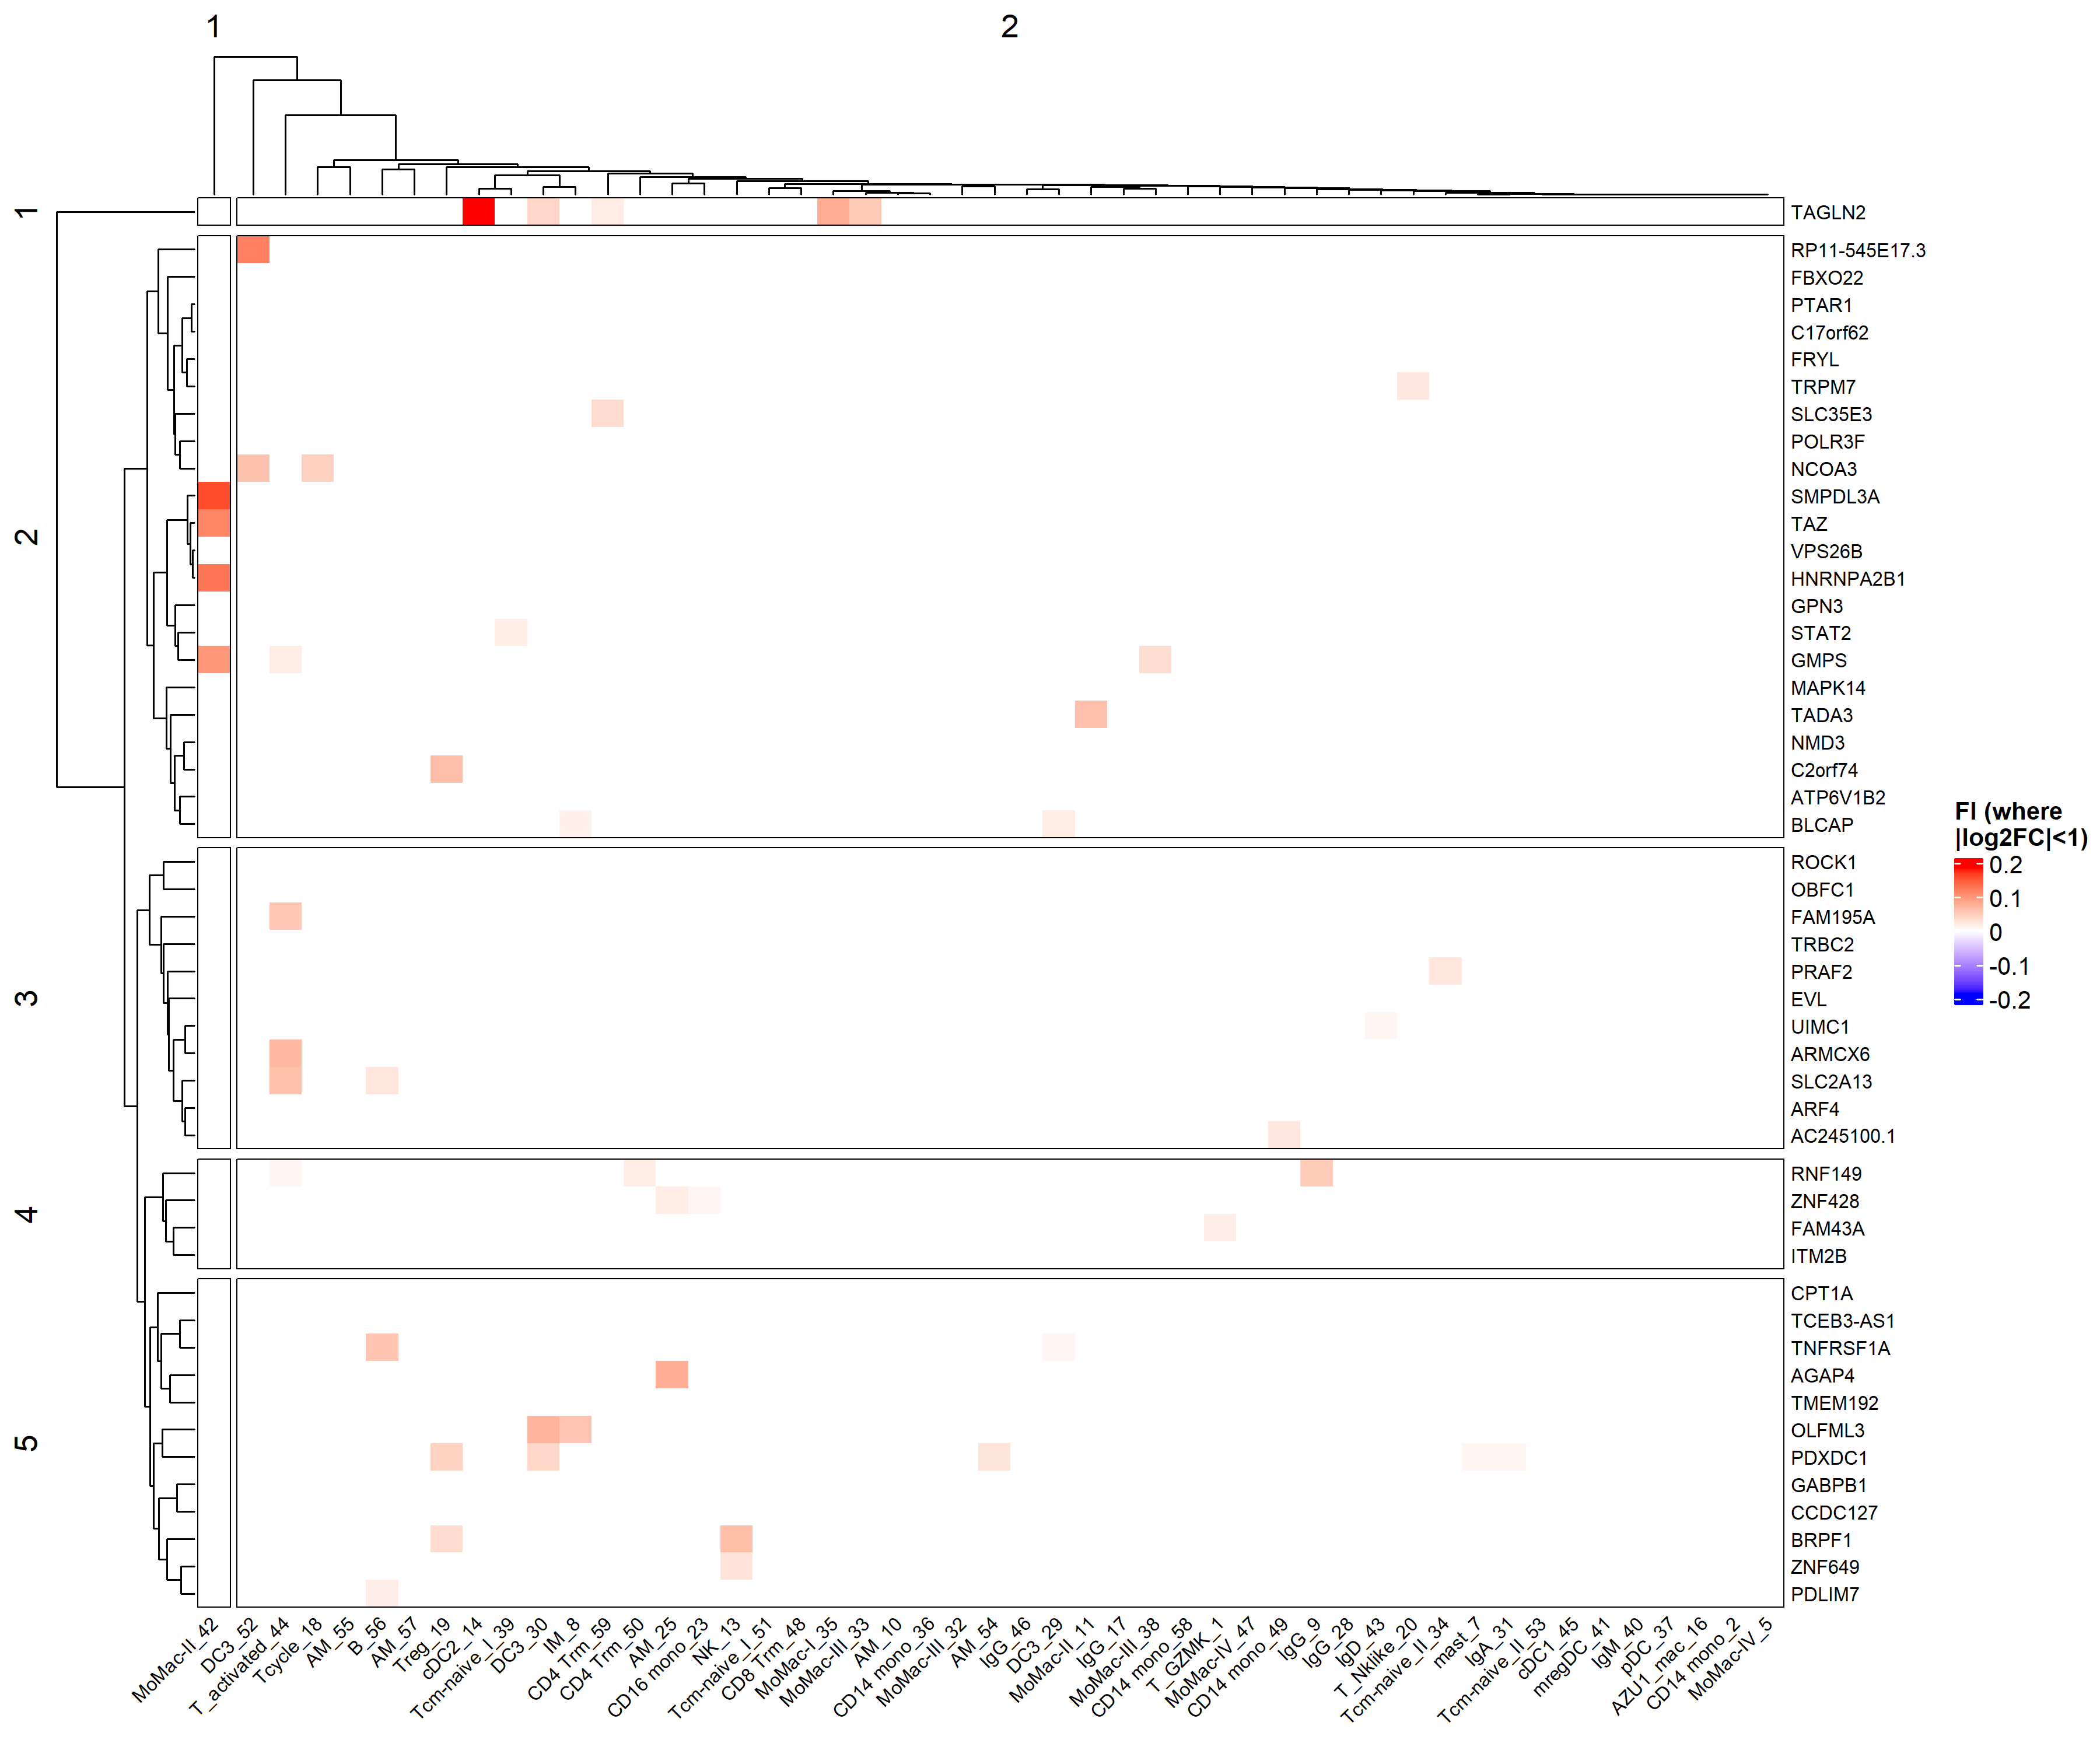 1
2
1
2
3
4
5
TAGLN2
RP11-545E17.3
FBXO22
PTAR1
C17orf62
FRYL
TRPM7
SLC35E3
POLR3F
NCOA3
SMPDL3A
TAZ
VPS26B
HNRNPA2B1
GPN3
STAT2
GMPS
MAPK14
TADA3
NMD3
C2orf74
ATP6V1B2
BLCAP
ROCK1
OBFC1
FAM195A
TRBC2
PRAF2
EVL
UIMC1
ARMCX6
SLC2A13
ARF4
AC245100.1
RNF149
ZNF428
FAM43A
ITM2B
CPT1A
TCEB3-AS1
TNFRSF1A
AGAP4
TMEM192
OLFML3
PDXDC1
GABPB1
CCDC127
BRPF1
ZNF649
PDLIM7
FI (where
|log2FC|<1)
0.2
0.1
0
-0.1
-0.2
MoMac-II_42
DC3_52
T_activated_44
Tcycle_18
AM_55
B_56
AM_57
Treg_19
cDC2_14
Tcm-naive_I_39
DC3_30
IM_8
CD4 Trm_59
CD4 Trm_50
AM_25
CD16 mono_23
NK_13
Tcm-naive_I_51
CD8 Trm_48
MoMac-I_35
MoMac-III_33
AM_10
CD14 mono_36
MoMac-III_32
AM_54
IgG_46
DC3_29
MoMac-II_11
IgG_17
MoMac-III_38
CD14 mono_58
T_GZMK_1
MoMac-IV_47
CD14 mono_49
IgG_9
IgG_28
IgD_43
T_Nklike_20
Tcm-naive_II_34
mast_7
IgA_31
Tcm-naive_II_53
cDC1_45
mregDC_41
IgM_40
pDC_37
AZU1_mac_16
CD14 mono_2
MoMac-IV_5